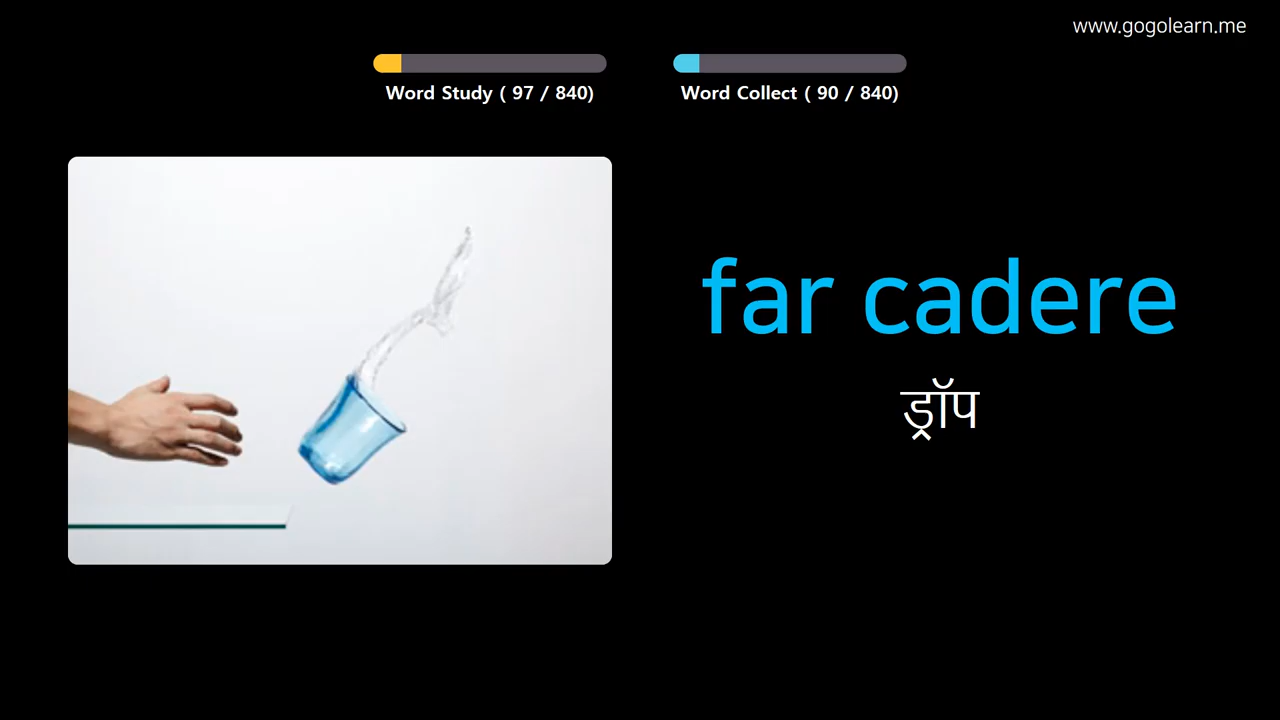 www.gogolearn.me
Word Study ( 97 / 840)
Word Collect ( 90 / 840)
far cadere
ड्रॉप